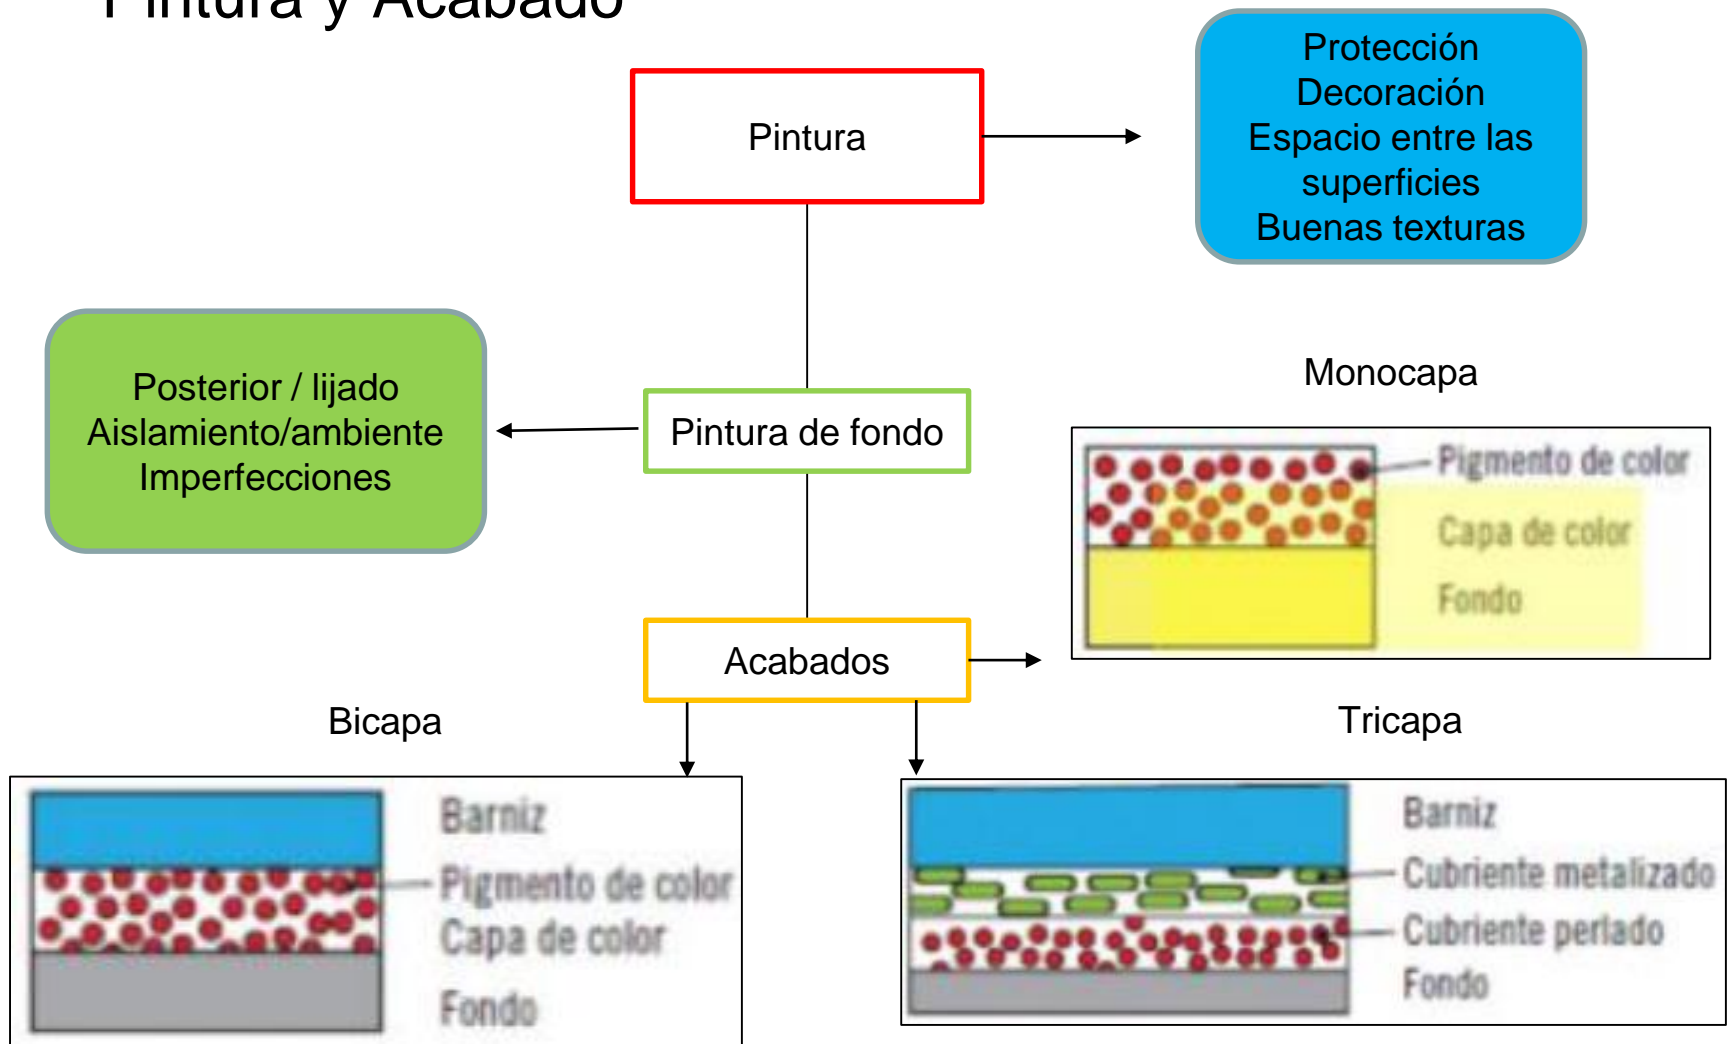 Pintura y Acabado
Protección
Decoración
Espacio entre las
superficies
Buenas texturas
Pintura
Posterior / lijado
Aislamiento/ambiente
Imperfecciones
Pintura de fondo
Monocapa
Pigmento de color
Capa de color
Fondo
Acabados
Bicapa
Barniz
Pigmento de color
Capa de color
Fondo
Tricapa
Barniz
Cubriente metalizado
Cubriente perlado
Fondo